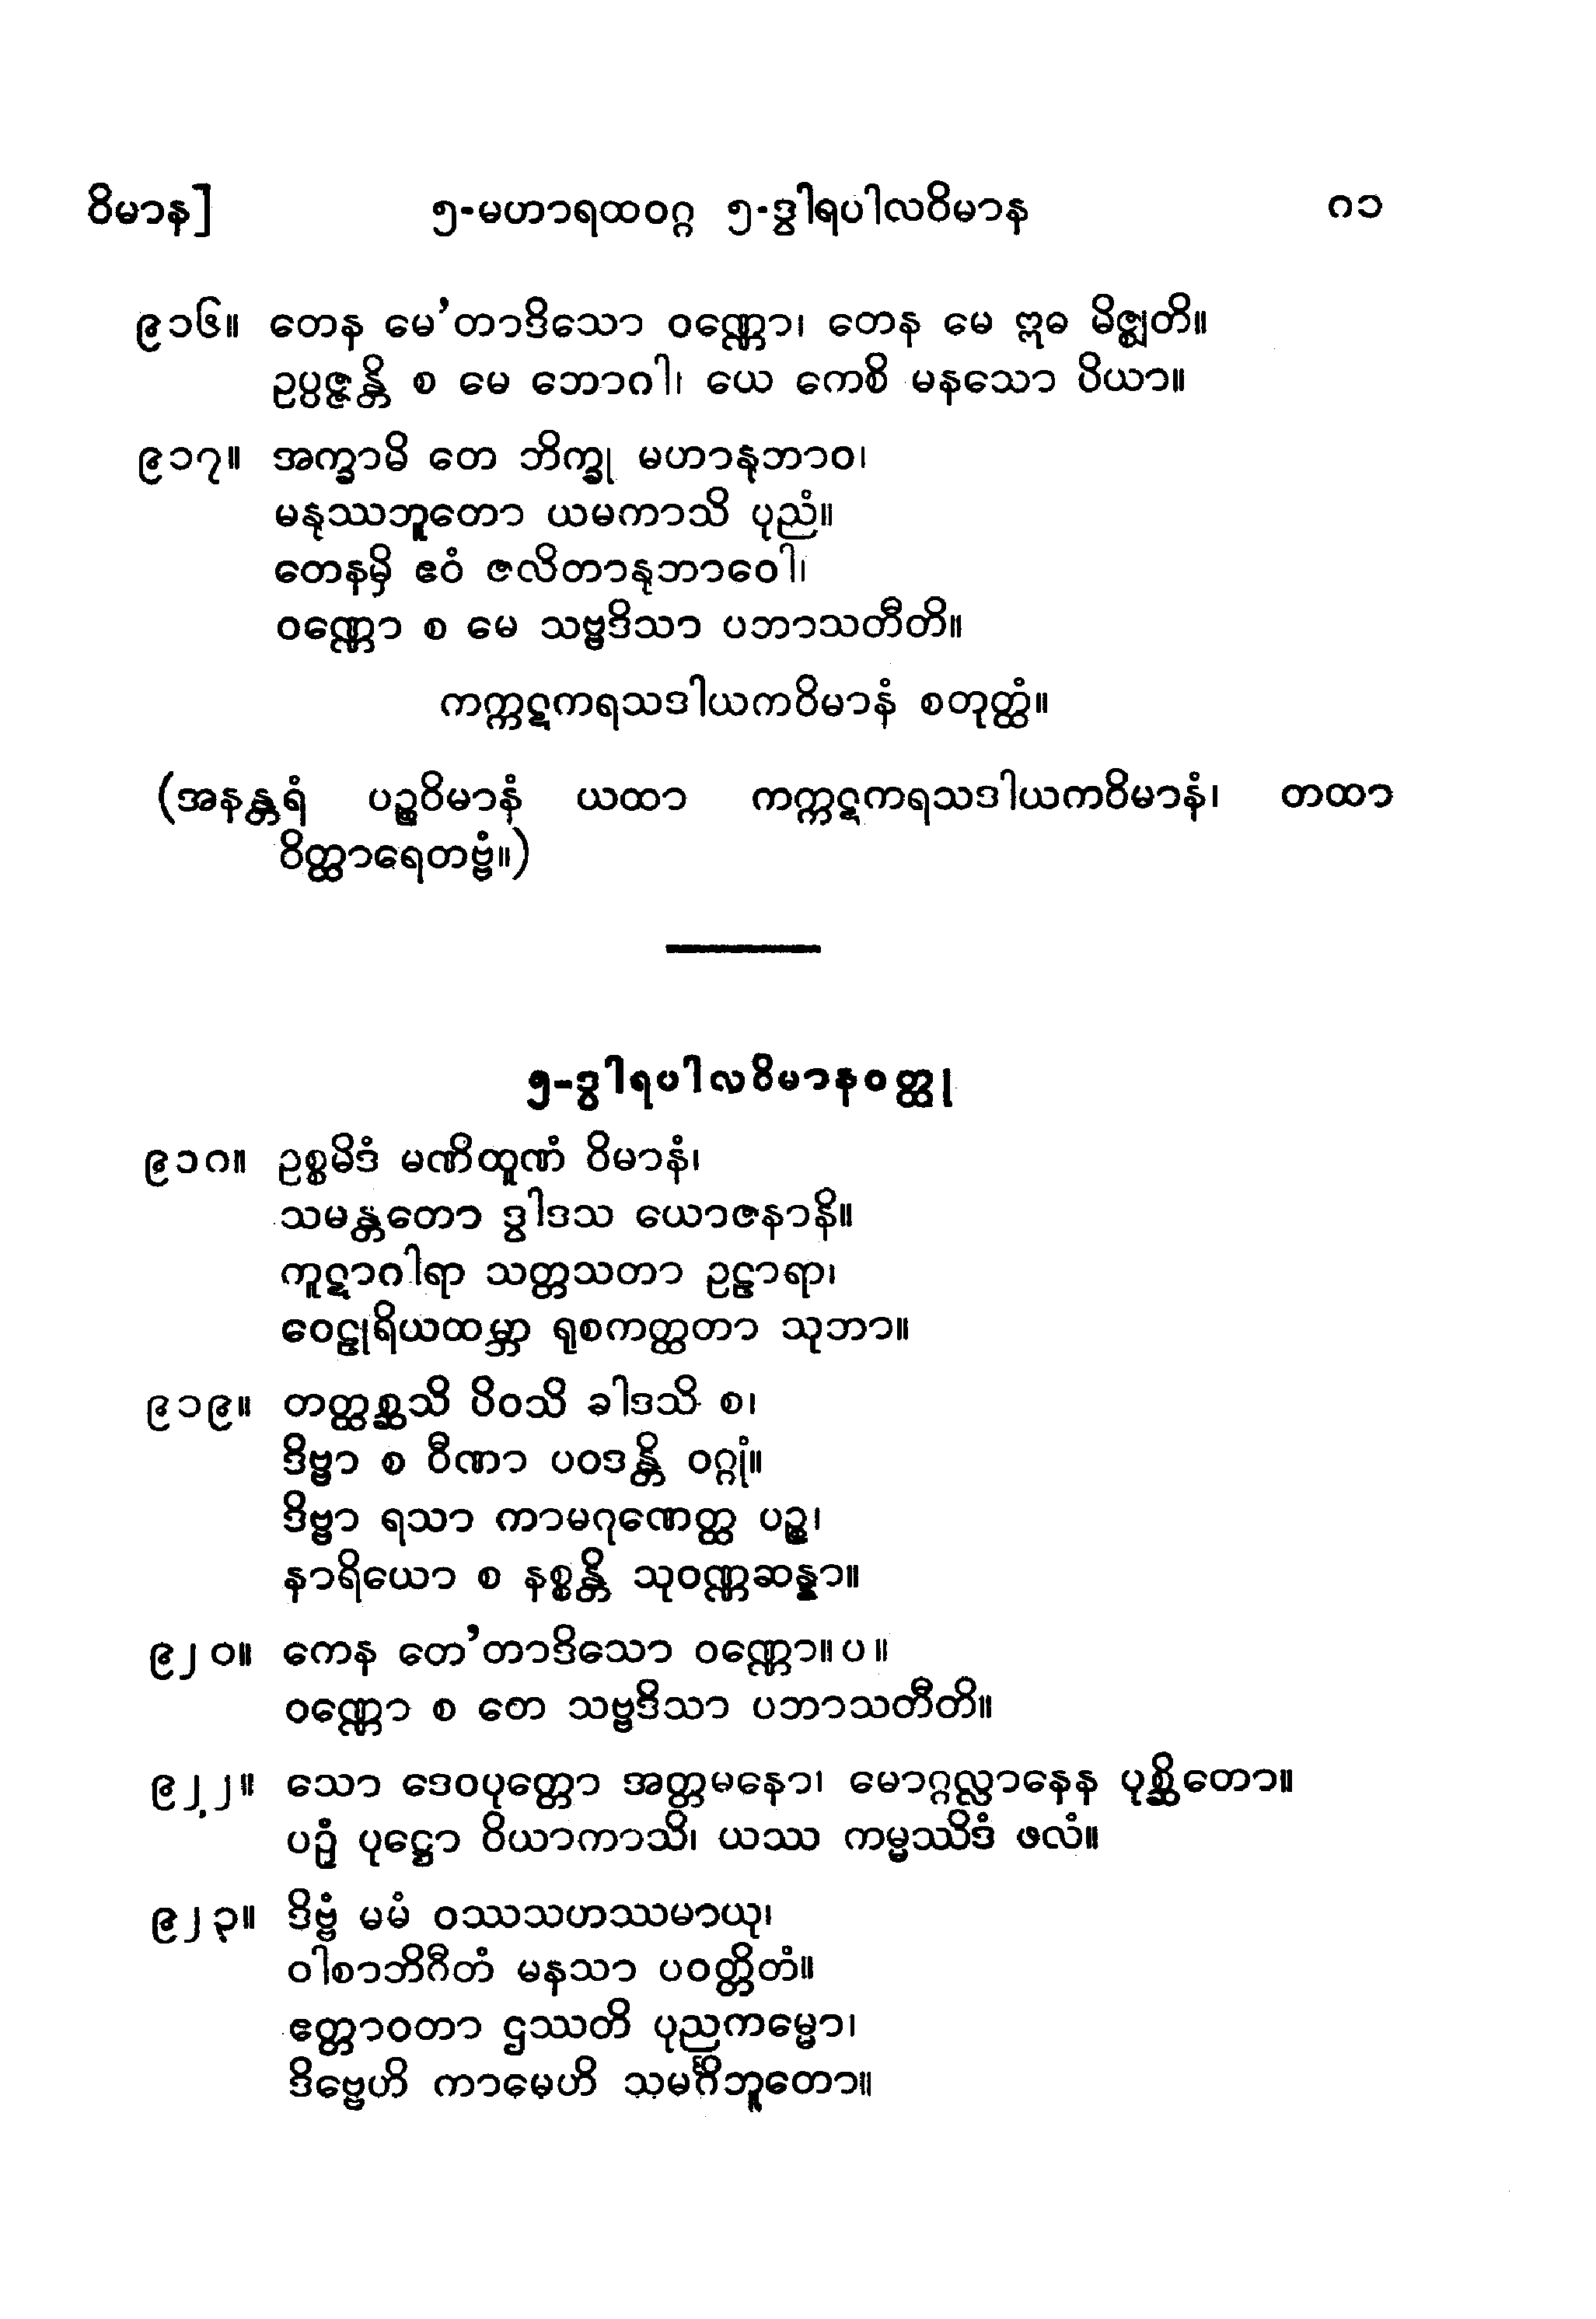 ဝိမာန]	၅-မဟာရထဝဂ္ဂ ၅-ဒွါရပါလဝိမာန	၈၁
၉၁၆။ တေန မေ’တာဒိသော ဝဏ္ဏော၊ တေန မေ ဣဓ မိဇ္ဈတိ။
ဥပ္ပဇ္ဇန္တိ စ မေ ဘောဂါ၊ ယေ ကေစိ မနသော ပိယာ။
၉၁၇။ အက္ခာမိ တေ ဘိက္ခု မဟာနုဘာဝ၊
မနုဿဘူတော ယမကာသိ ပုညံ။
တေနမှိ ဧဝံ ဇလိတာနုဘာဝေါ၊
ဝဏ္ဏော စ မေ သဗ္ဗဒိသာ ပဘာသတီတိ။
ကက္ကဋကရသဒါယကဝိမာနံ စတုတ္ထံ။
(အနန္တရံ ပဉ္စဝိမာနံ ယထာ ကက္ကဋကရသဒါယကဝိမာနံ၊ တထာ
ဝိတ္ထာရေတဗ္ဗံ။)
၅-ဒွါရပါလဝိမာနဝတ္ထု
၉၁၈။ ဥစ္စမိဒံ မဏိထူဏံ ဝိမာနံ၊
သမန္တတော ဒွါဒသ ယောဇနာနိ။
ကူဋာဂါရာ သတ္တသတာ ဥဠာရာ၊
ဝေဠုရိယထမ္ဘာ ရုစကတ္ထတာ သုဘာ။
၉၁၉။ တတ္ထစ္ဆသိ ပိဝသိ ခါဒသိ စ၊
ဒိဗ္ဗာ စ ဝီဏာ ပဝဒန္တိ ဝဂ္ဂုံ။
ဒိဗ္ဗာ ရသာ ကာမဂုဏေတ္ထ ပဉ္စ၊
နာရိယော စ နစ္စန္တိ သုဝဏ္ဏဆန္နာ။
၉၂၀။ ကေန တေ’တာဒိသော ဝဏ္ဏော။ပ။
ဝဏ္ဏော စ တေ သဗ္ဗဒိသာ ပဘာသတီတိ။
၉၂၂။ သော ဒေဝပုတ္တော အတ္တမနော၊ မောဂ္ဂလ္လာနေန ပုစ္ဆိတော။
ပဉှံ ပုဋ္ဌော ဝိယာကာသိ၊ ယဿ ကမ္မဿိဒံ ဖလံ။
၉၂၃။ ဒိဗ္ဗံ မမံ ဝဿသဟဿမာယု၊
ဝါစာဘိဂီတံ မနသာ ပဝတ္တိတံ။
ဧတ္တာဝတာ ဌဿတိ ပုညကမ္မော၊
ဒိဗ္ဗေဟိ ကာမေဟိ သမင်္ဂိဘူတော။